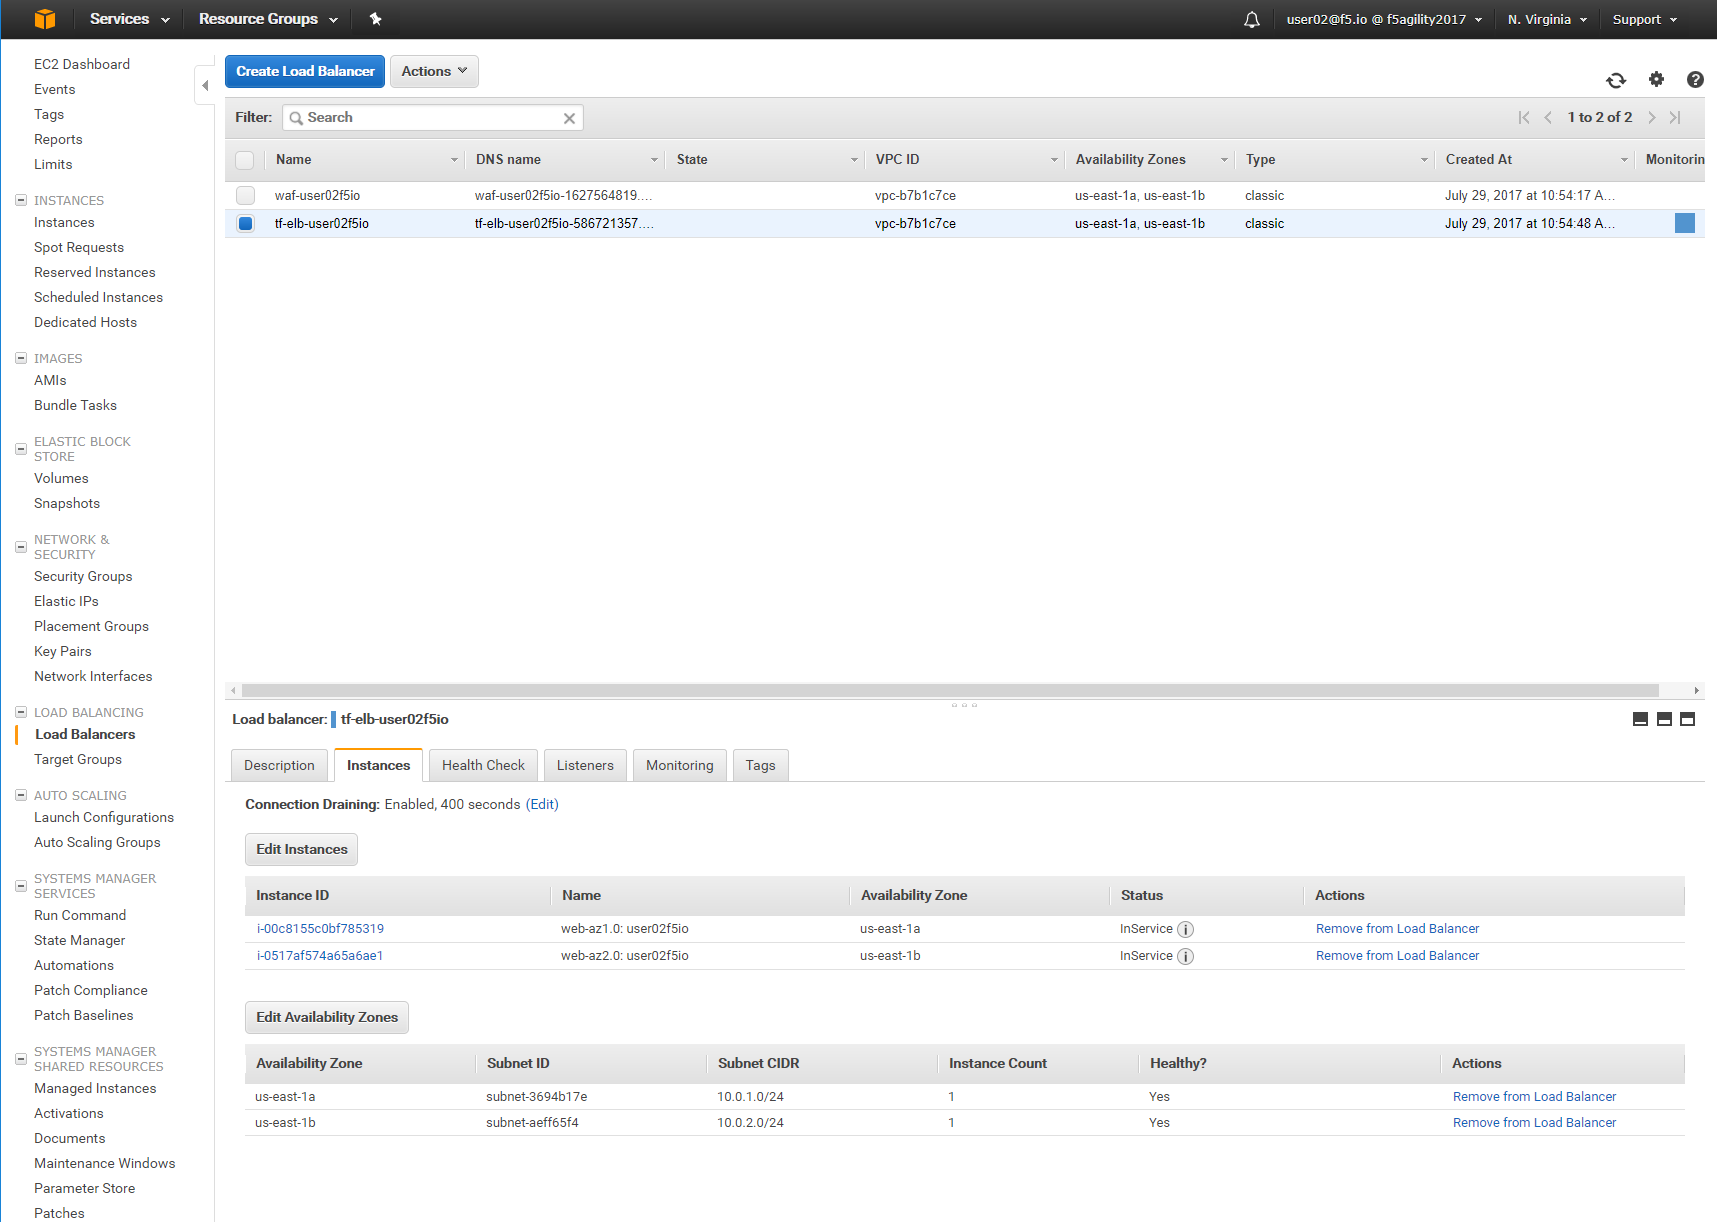 Services Resource Groups user02@f5.io @ f5agility2017 N. Virginia Support
EC2 Dashboard
Events
Tags
Reports
Limits
INSTANCES
Instances
Spot Requests
Reserved Instances
Scheduled Instances
Dedicated Hosts
IMAGES
AMIs
Bundle Tasks
ELASTIC BLOCK
STORE
Volumes
Snapshots
NETWORK &
SECURITY
Security Groups
Elastic IPs
Placement Groups
Key Pairs
Network Interfaces
LOAD BALANCING
Load Balancers
Target Groups
AUTO SCALING
Launch Configurations
Auto Scaling Groups
SYSTEMS MANAGER
SERVICES
Run Command
State Manager
Automations
Patch Compliance
Patch Baselines
SYSTEMS MANAGER
SHARED RESOURCES
Managed Instances
Activations
Documents
Maintenance Windows
Parameter Store
Patches
Create Load Balancer Actions
Filter: Search 1 to 2 of 2
Name DNS name State VPC ID Availability Zones Type Created At Monitorin
waf-user02f5io waf-user02f5io-1627564819.... vpc-b7b1c7ce us-east-1a, us-east-1b classic July 29, 2017 at 10:54:17 A...
tf-elb-user02f5io tf-elb-user02f5io-586721357.... vpc-b7b1c7ce us-east-1a, us-east-1b classic July 29, 2017 at 10:54:48 A...
Load balancer: tf-elb-user02f5io
Description Instances Health Check Listeners Monitoring Tags
Connection Draining: Enabled, 400 seconds (Edit)
Edit Instances
Instance ID Name Availability Zone Status Actions
i-00c8155c0bf785319 web-az1.0: user02f5io us-east-1a InService Remove from Load Balancer
i-0517af574a65a6ae1 web-az2.0: user02f5io us-east-1b InService Remove from Load Balancer
Edit Availability Zones
Availability Zone Subnet ID Subnet CIDR Instance Count Healthy? Actions
us-east-1a subnet-3694b17e 10.0.1.0/24 1 Yes Remove from Load Balancer
us-east-1b subnet-aeff65f4 10.0.2.0/24 1 Yes Remove from Load Balancer